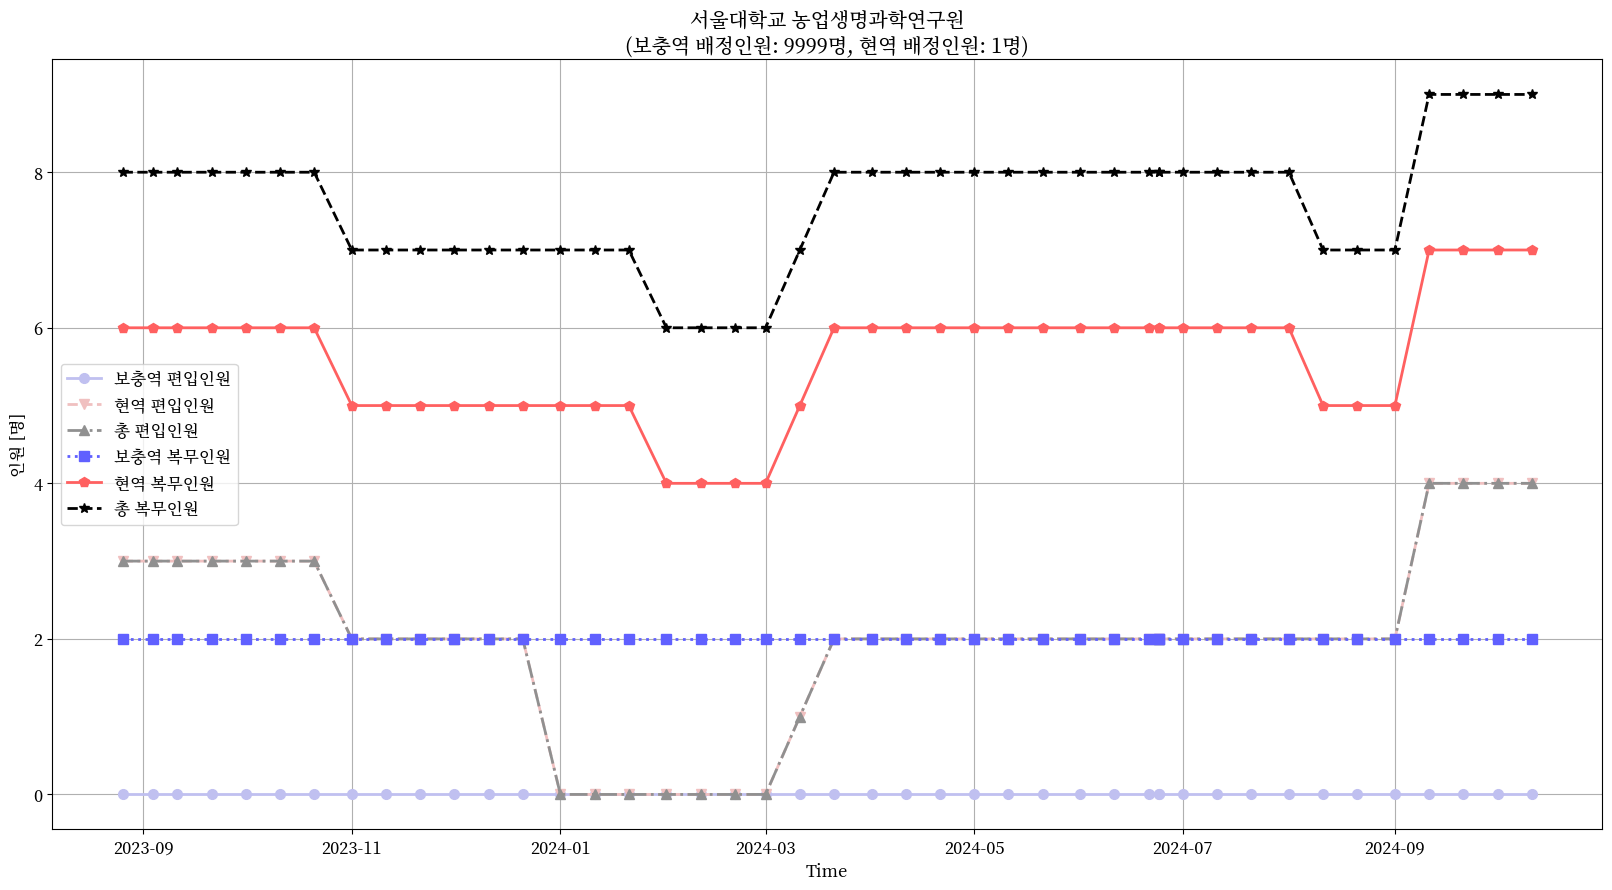 서울대학교 농업생명과학연구원
(보충역 배정인원: 9999명, 현역 배정인원: 1명)
인원 [명]
8
6
4
2
0
보충역 편입인원
현역 편입인원
총 편입인원
보충역 복무인원
현역 복무인원
총 복무인원
2023-09 2023-11 2024-01 2024-03 2024-05 2024-07 2024-09
Time